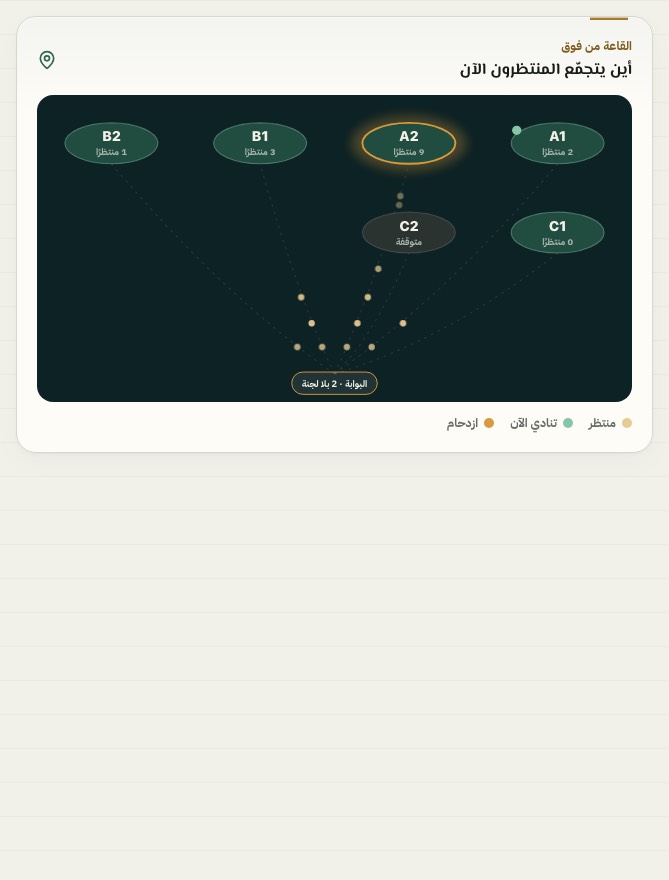 القاعة من فوق
أين يتجمّع المنتظرون الآن
A1
2 منتظرًا
A2
9 منتظرًا
B1
3 منتظرًا
B2
1 منتظرًا
C1
0 منتظرًا
C2
متوقفة
البوابة · 2 بلا لجنة
منتظر
تنادي الآن
ازدحام